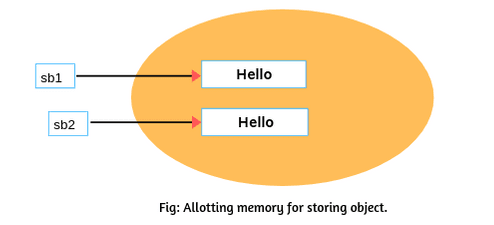 sb1
Hello
sb2
Hello
Fig: Allotting memory for storing object.